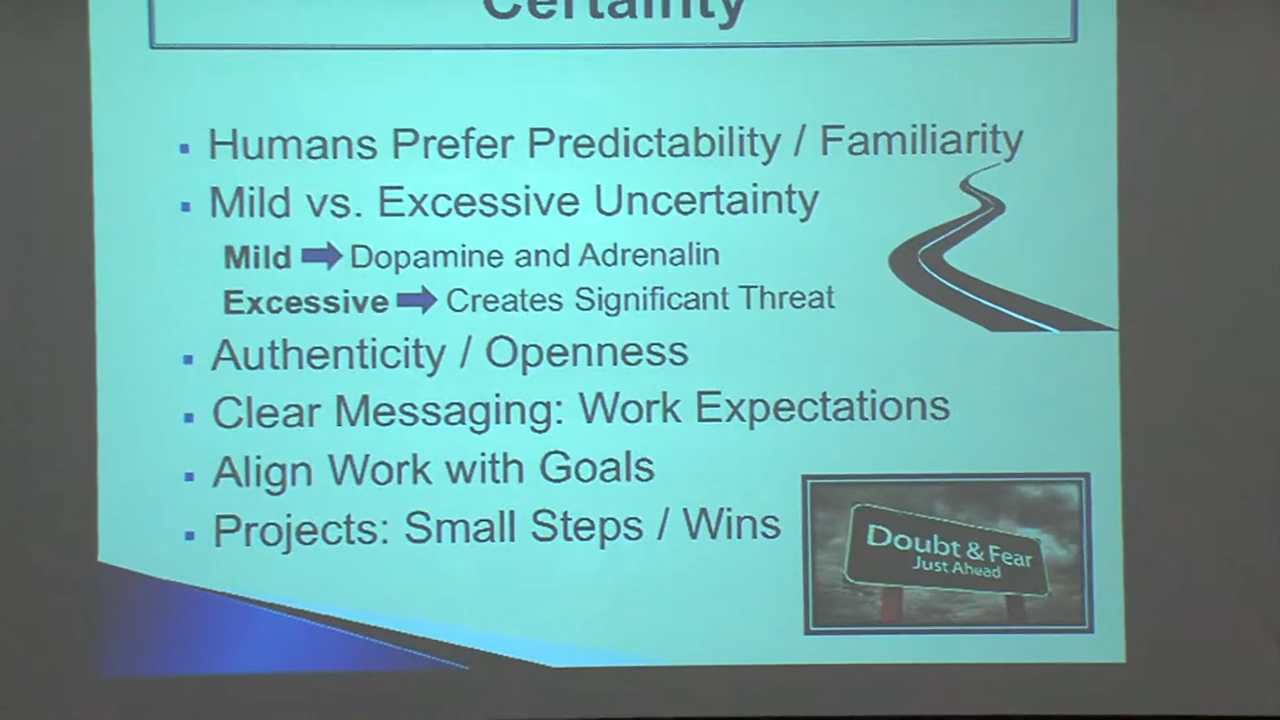 Certainty
Humans Prefer Predictability / Familiarity
Mild vs. Excessive Uncertainty
Mild Dopamine and Adrenalin
Excessive Creates Significant Threat
Authenticity / Openness
Clear Messaging: Work Expectations
Align Work with Goals
Projects: Small Steps / Wins
Doubt & Fear
Just Ahead